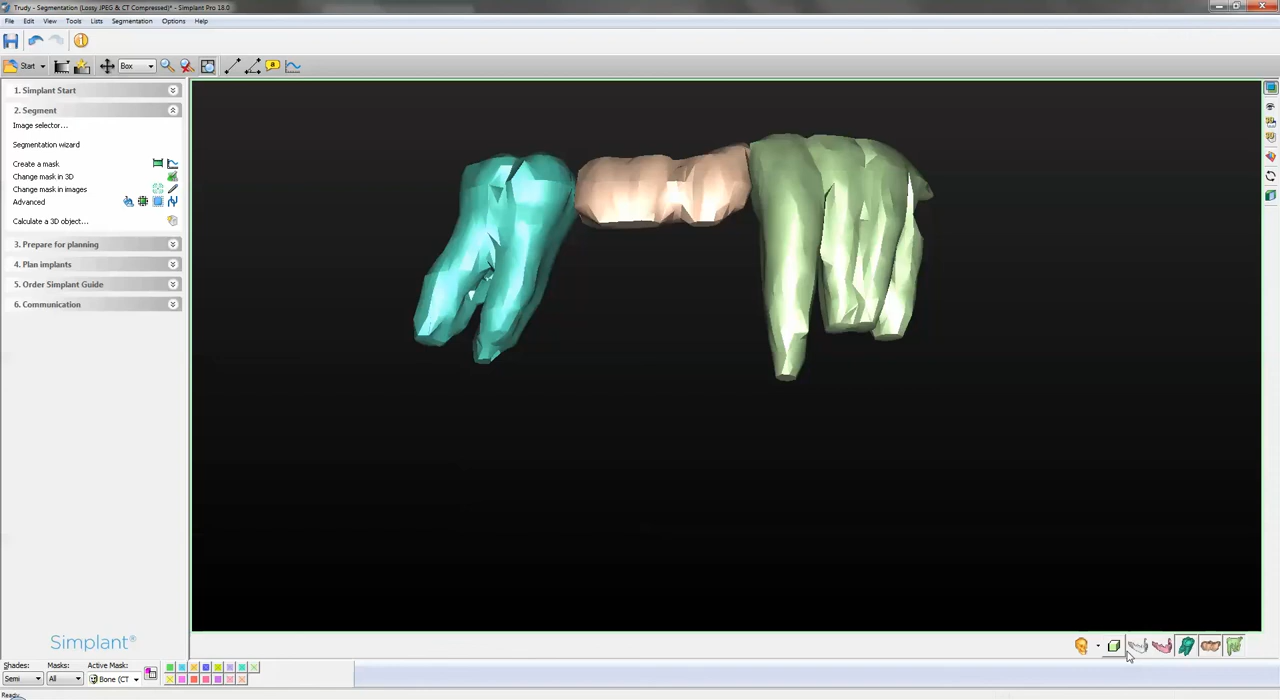 Trudy - Segmentation (Lossy JPEG & CT Compressed)* - Simplant Pro 18.0
File Edit View Tools Lists Segmentation Options Help
Start Box
1. Simplant Start
2. Segment
Image selector...
Segmentation wizard
Create a mask
Change mask in 3D
Change mask in images
Advanced
Calculate a 3D object...
3. Prepare for planning
4. Plan implants
5. Order Simplant Guide
6. Communication
Simplant®
Shades: Masks: Active Mask:
Semi All Bone (CT
Ready